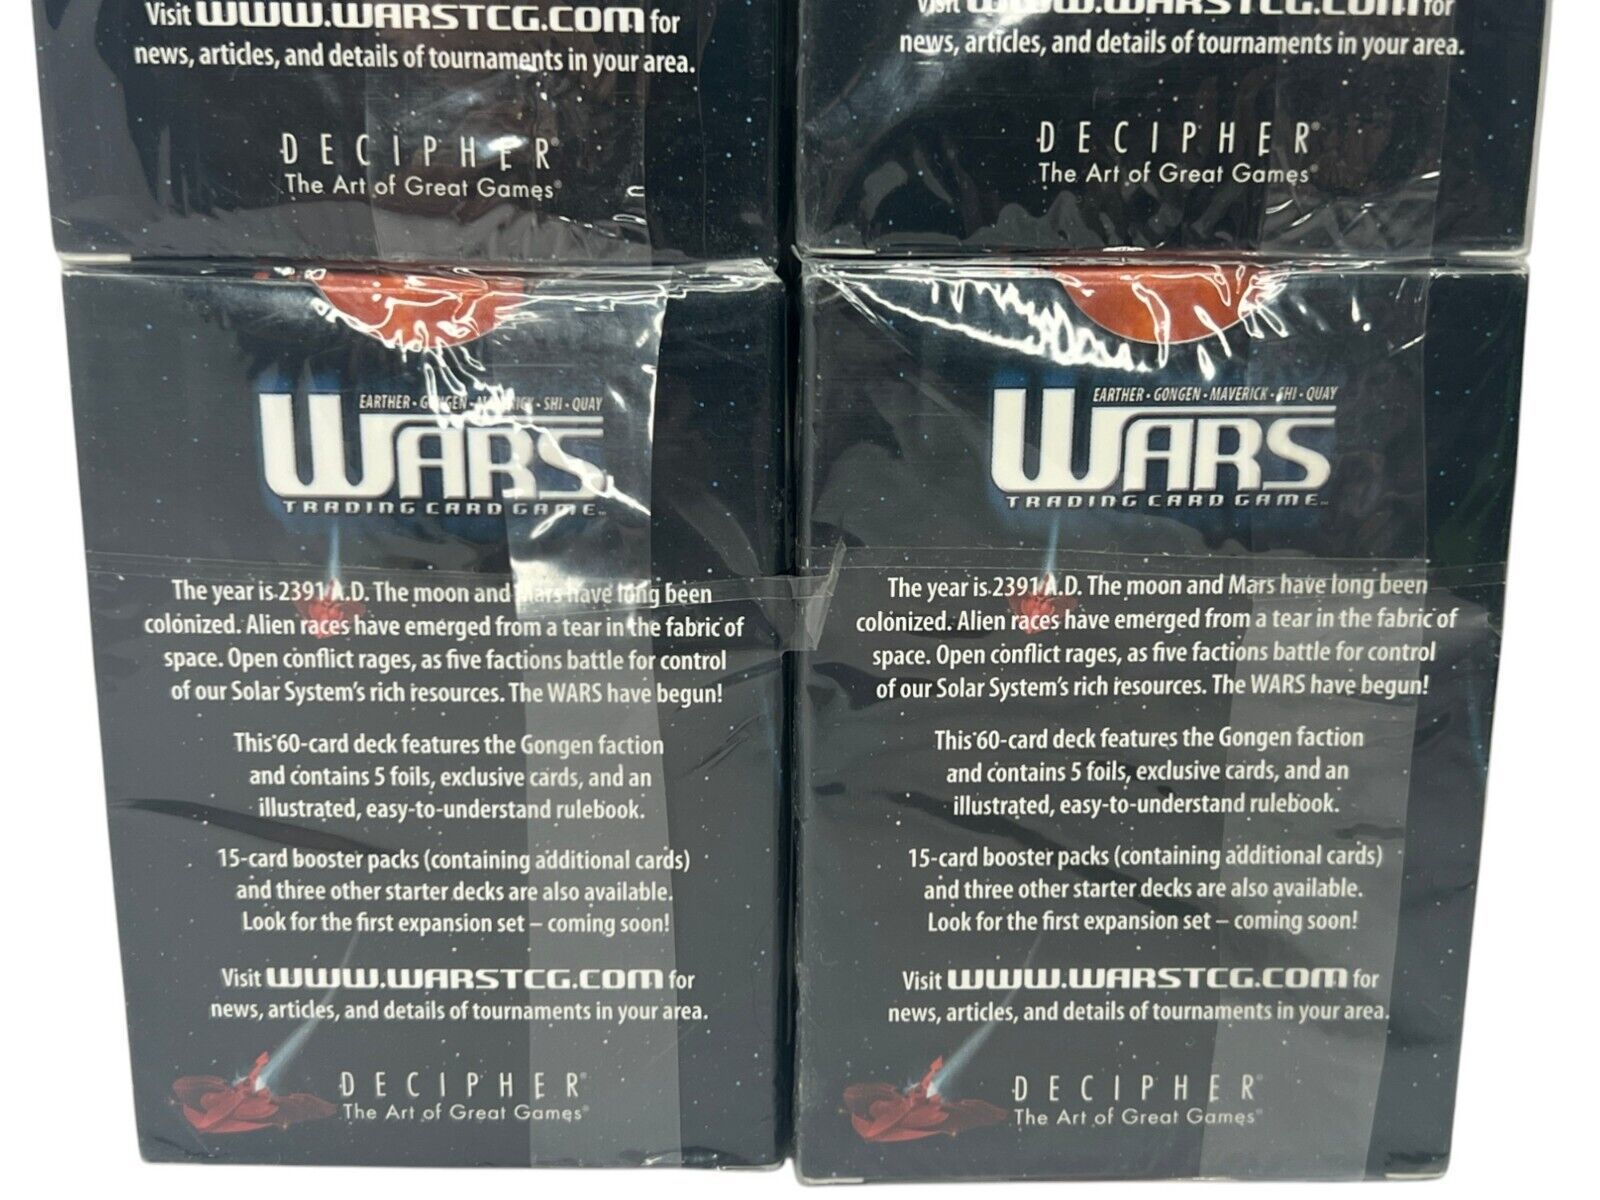 Visit WWW.WARSTCG.COM for
news, articles, and details of tournaments in your area.
DECIPHER®
The Art of Great Games®
Visit WWW.WARSTCG.COM for
news, articles, and details of tournaments in your area.
DECIPHER®
The Art of Great Games®
EARTHER • GONGEN • MAVERICK • SHI • QUAY
WARS
TRADING CARD GAME™
The year is 2391 A.D. The moon and Mars have long been
colonized. Alien races have emerged from a tear in the fabric of
space. Open conflict rages, as five factions battle for control
of our Solar System's rich resources. The WARS have begun!
This 60-card deck features the Gongen faction
and contains 5 foils, exclusive cards, and an
illustrated, easy-to-understand rulebook.
15-card booster packs (containing additional cards)
and three other starter decks are also available.
Look for the first expansion set – coming soon!
Visit WWW.WARSTCG.COM for
news, articles, and details of tournaments in your area.
DECIPHER®
The Art of Great Games®
EARTHER • GONGEN • MAVERICK • SHI • QUAY
WARS
TRADING CARD GAME™
The year is 2391 A.D. The moon and Mars have long been
colonized. Alien races have emerged from a tear in the fabric of
space. Open conflict rages, as five factions battle for control
of our Solar System's rich resources. The WARS have begun!
This 60-card deck features the Gongen faction
and contains 5 foils, exclusive cards, and an
illustrated, easy-to-understand rulebook.
15-card booster packs (containing additional cards)
and three other starter decks are also available.
Look for the first expansion set – coming soon!
Visit WWW.WARSTCG.COM for
news, articles, and details of tournaments in your area.
DECIPHER®
The Art of Great Games®